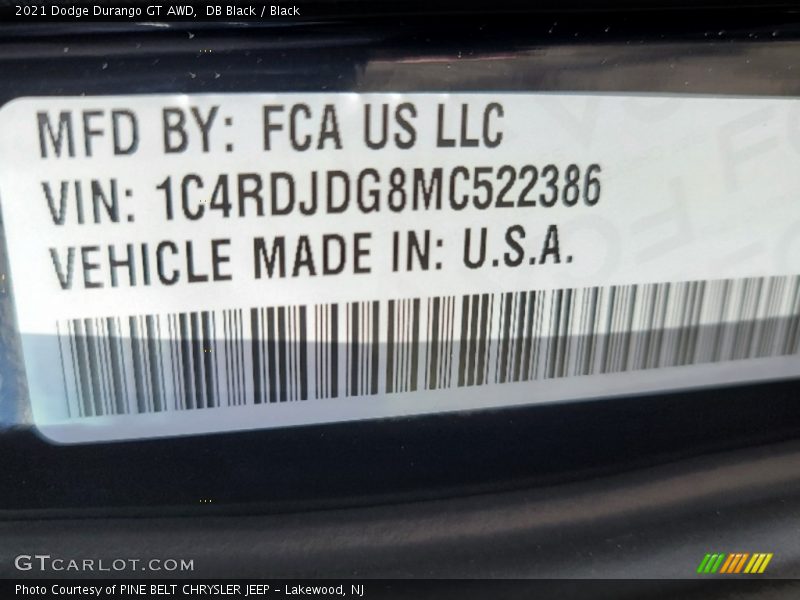 2021 Dodge Durango GT AWD,  DB Black / Black
MFD BY: FCA US LLC
VIN: 1C4RDJDG8MC522386
VEHICLE MADE IN: U.S.A.
GTCARLOT.COM
Photo Courtesy of PINE BELT CHRYSLER JEEP - Lakewood, NJ